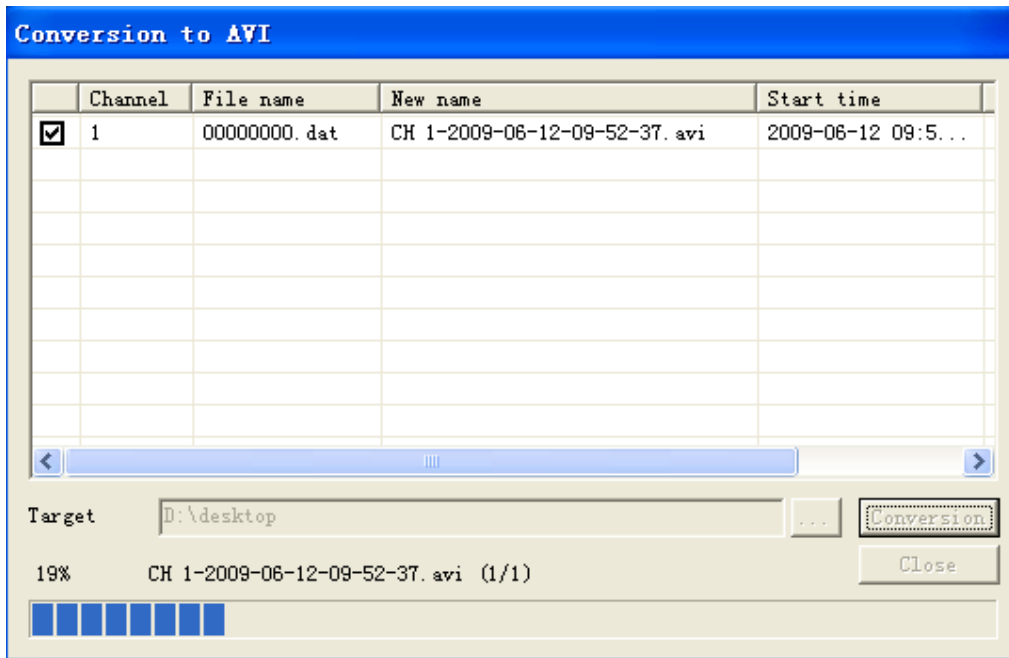 Conversion to AVI
Channel File name New name Start time
1 00000000.dat CH 1-2009-06-12-09-52-37.avi 2009-06-12 09:5...
Target D:\desktop ... Conversion
Close
19% CH 1-2009-06-12-09-52-37.avi (1/1)